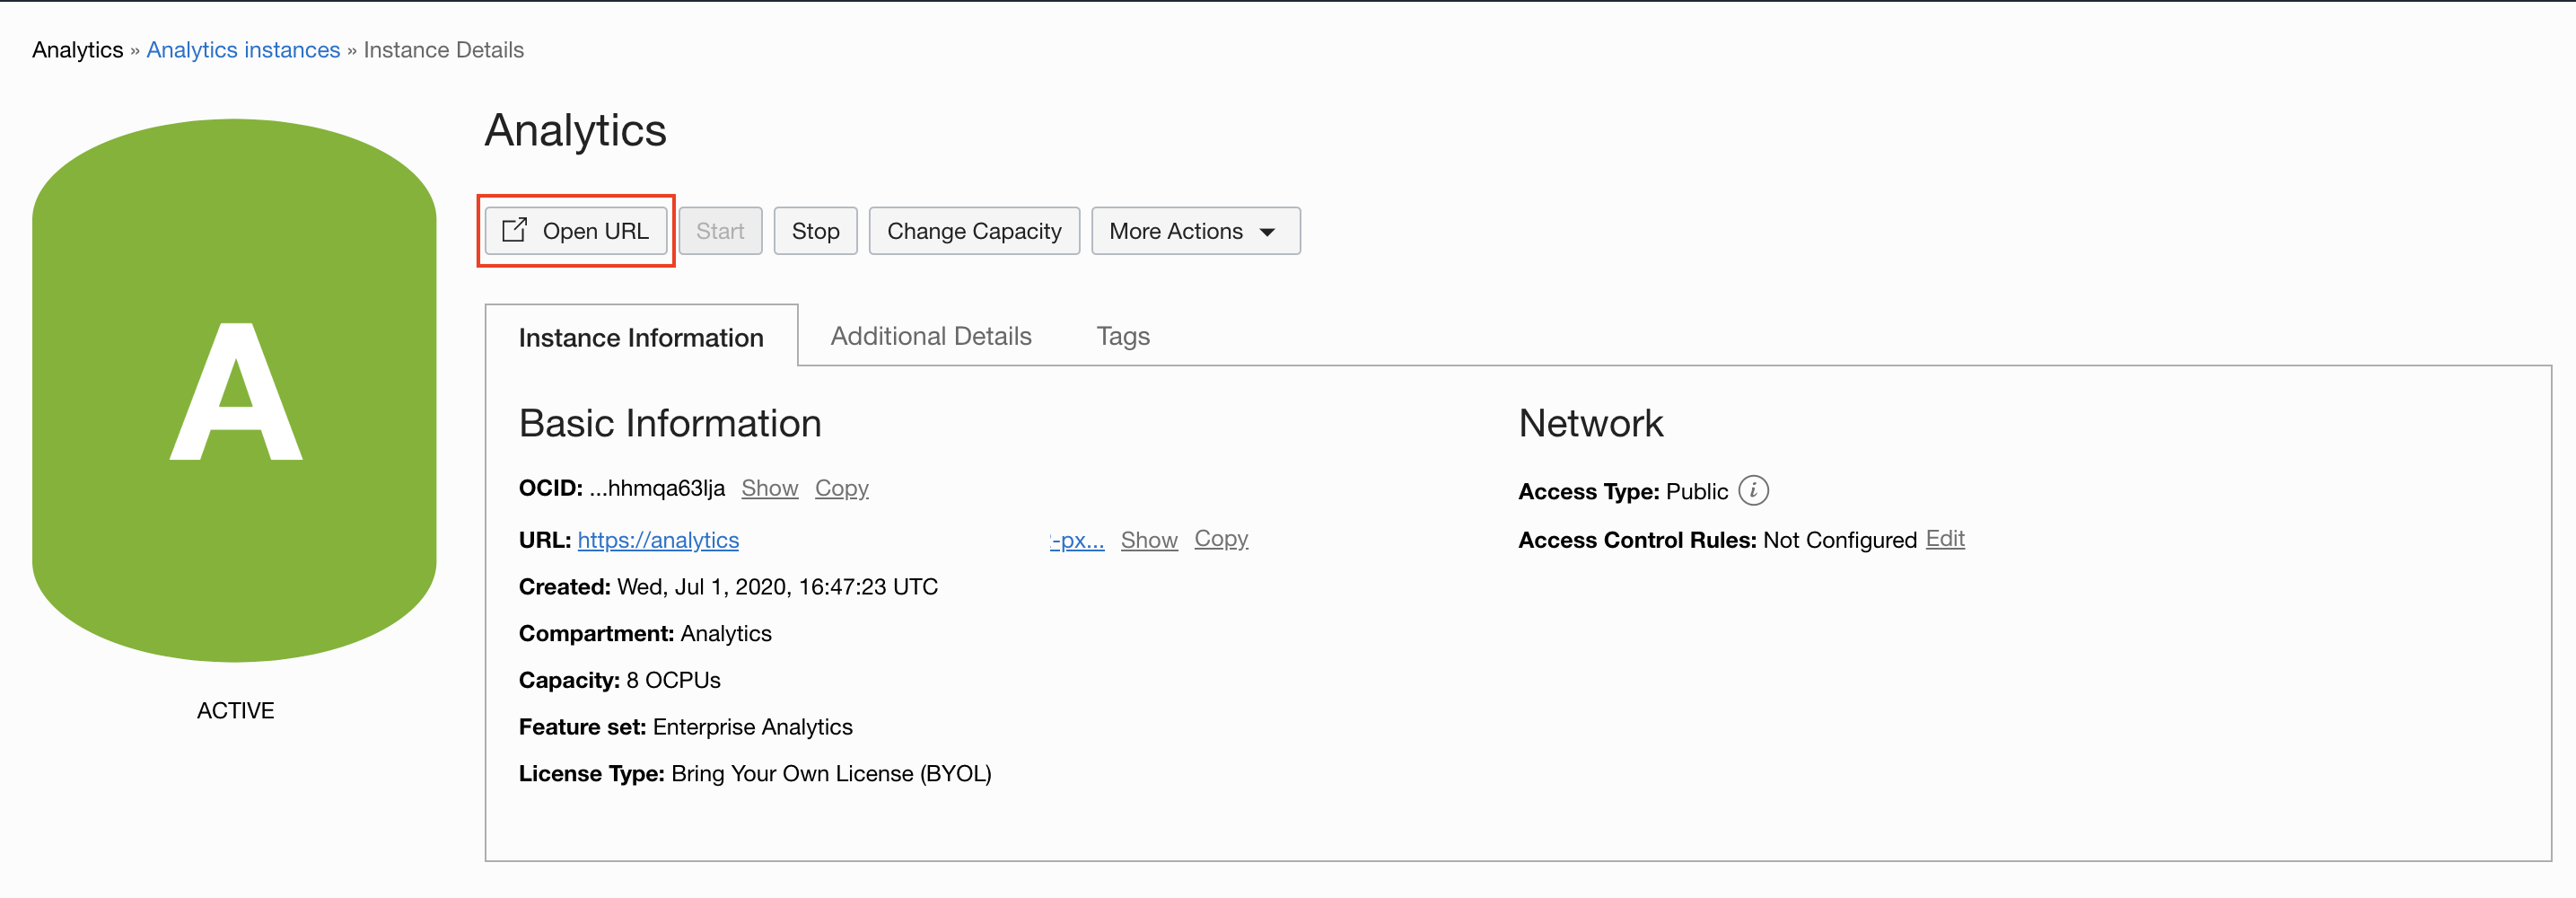 Analytics » Analytics instances » Instance Details
A
ACTIVE
Analytics
Open URL Start Stop Change Capacity More Actions
Instance Information Additional Details Tags
Basic Information
OCID: ...hhmqa63lja Show Copy
URL: https://analytics -px... Show Copy
Created: Wed, Jul 1, 2020, 16:47:23 UTC
Compartment: Analytics
Capacity: 8 OCPUs
Feature set: Enterprise Analytics
License Type: Bring Your Own License (BYOL)
Network
Access Type: Public i
Access Control Rules: Not Configured Edit